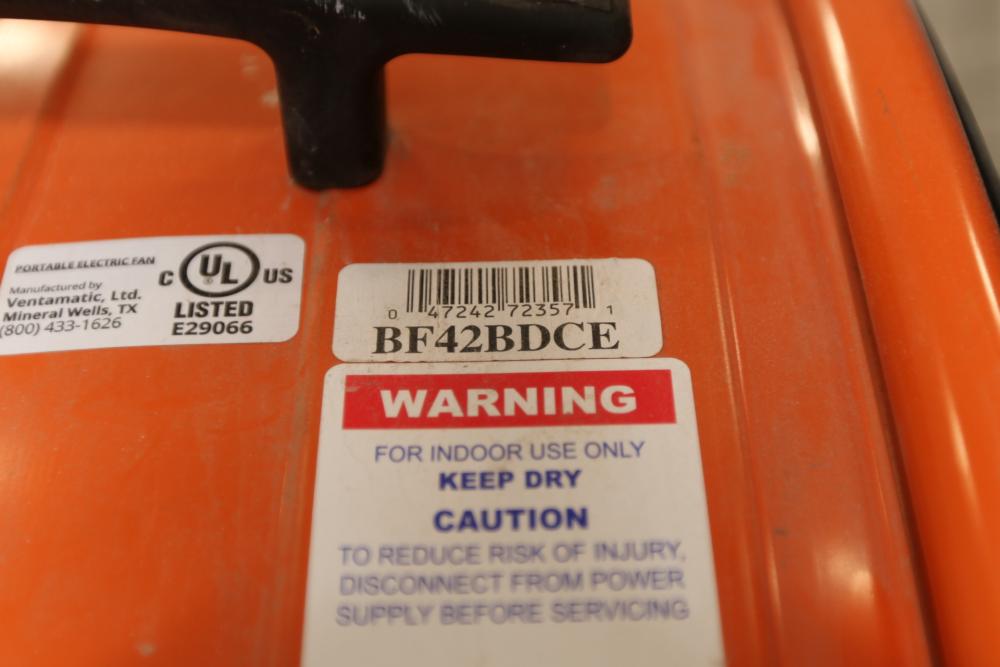 PORTABLE ELECTRIC FAN
Manufactured by
Ventamatic, Ltd.
Mineral Wells, TX
(800) 433-1626
C UL US
®
LISTED
E29066
0 47242 72357 1
BF42BDCE
WARNING
FOR INDOOR USE ONLY
KEEP DRY
CAUTION
TO REDUCE RISK OF INJURY,
DISCONNECT FROM POWER
SUPPLY BEFORE SERVICING